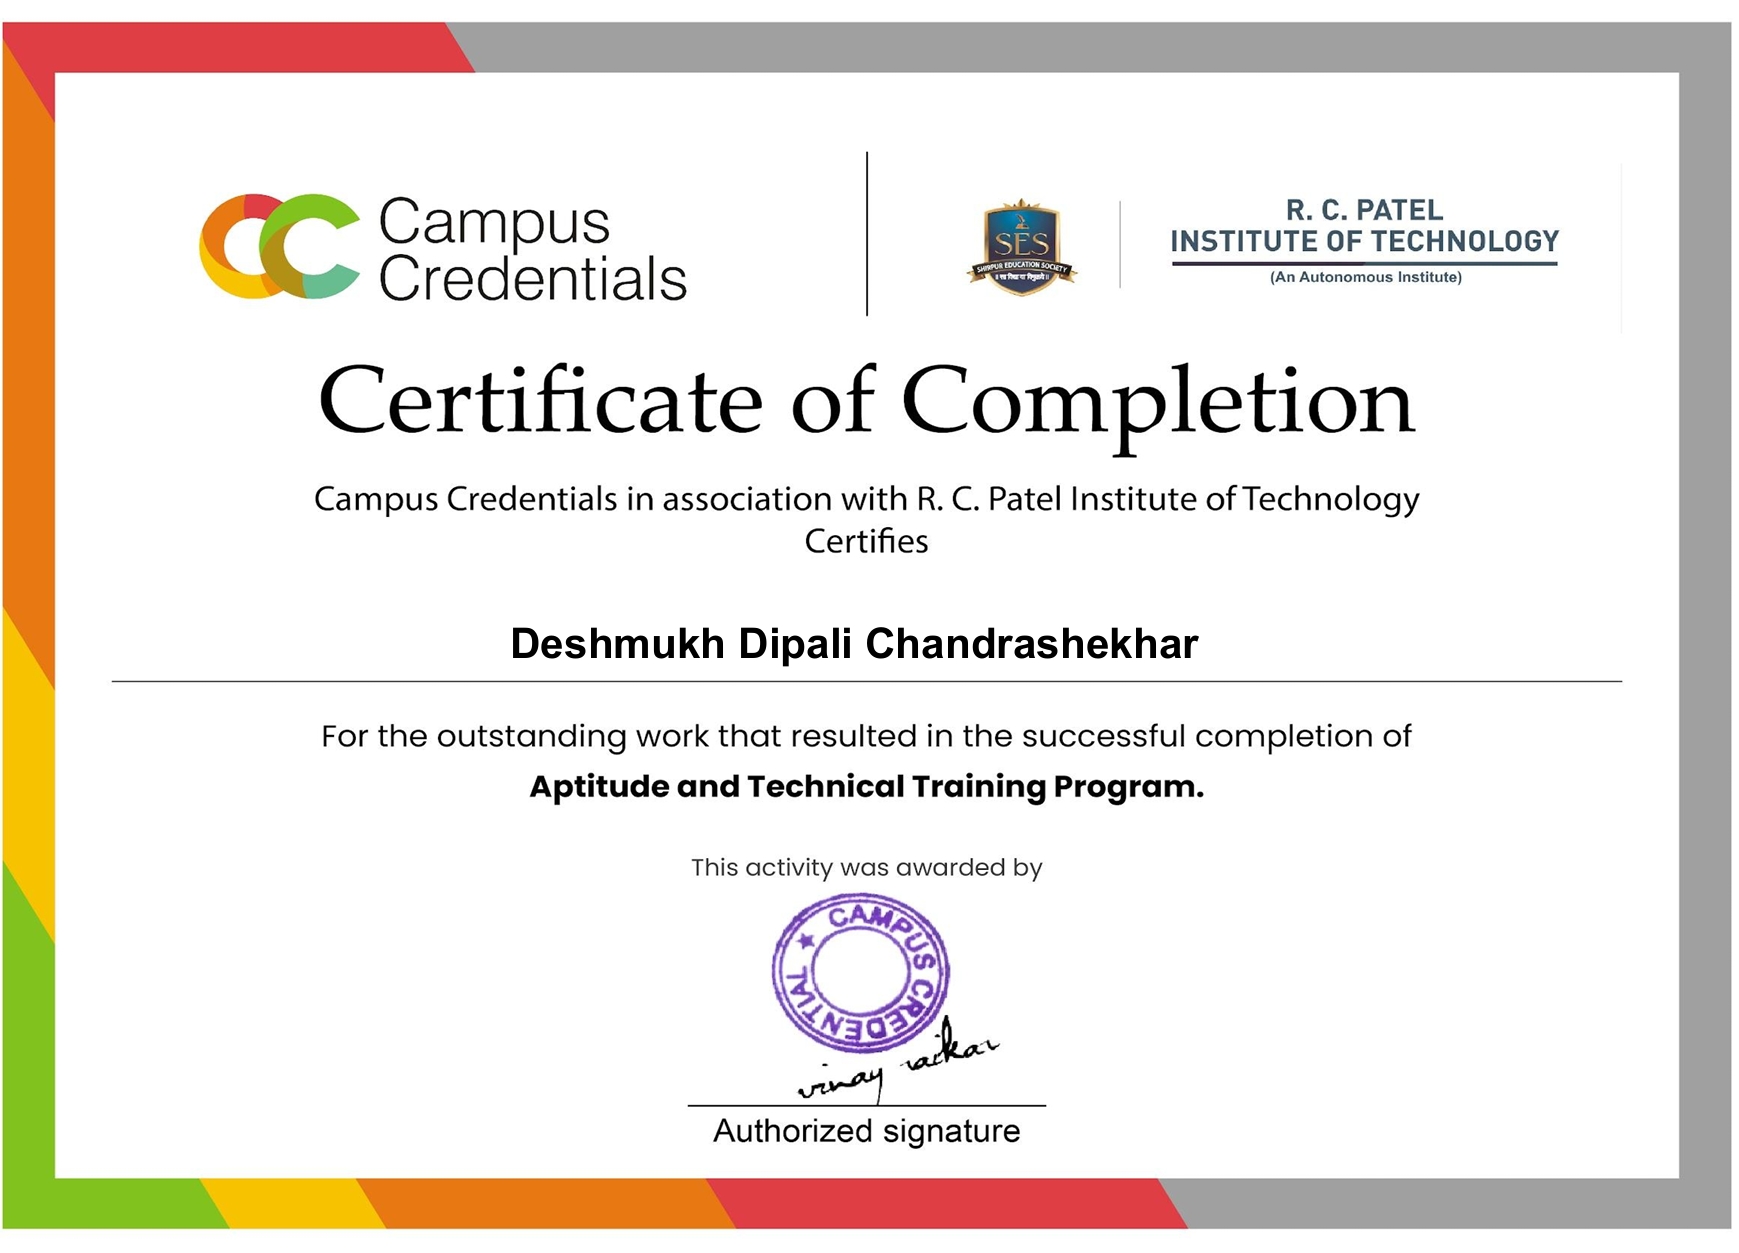 Campus
Credentials
SES
SHIRPUR EDUCATION SOCIETY
R. C. PATEL
INSTITUTE OF TECHNOLOGY
(An Autonomous Institute)
Certificate of Completion
Campus Credentials in association with R. C. Patel Institute of Technology
Certifies
Deshmukh Dipali Chandrashekhar
For the outstanding work that resulted in the successful completion of
Aptitude and Technical Training Program.
This activity was awarded by
CAMPUS CREDENTIAL
vinay
Authorized signature